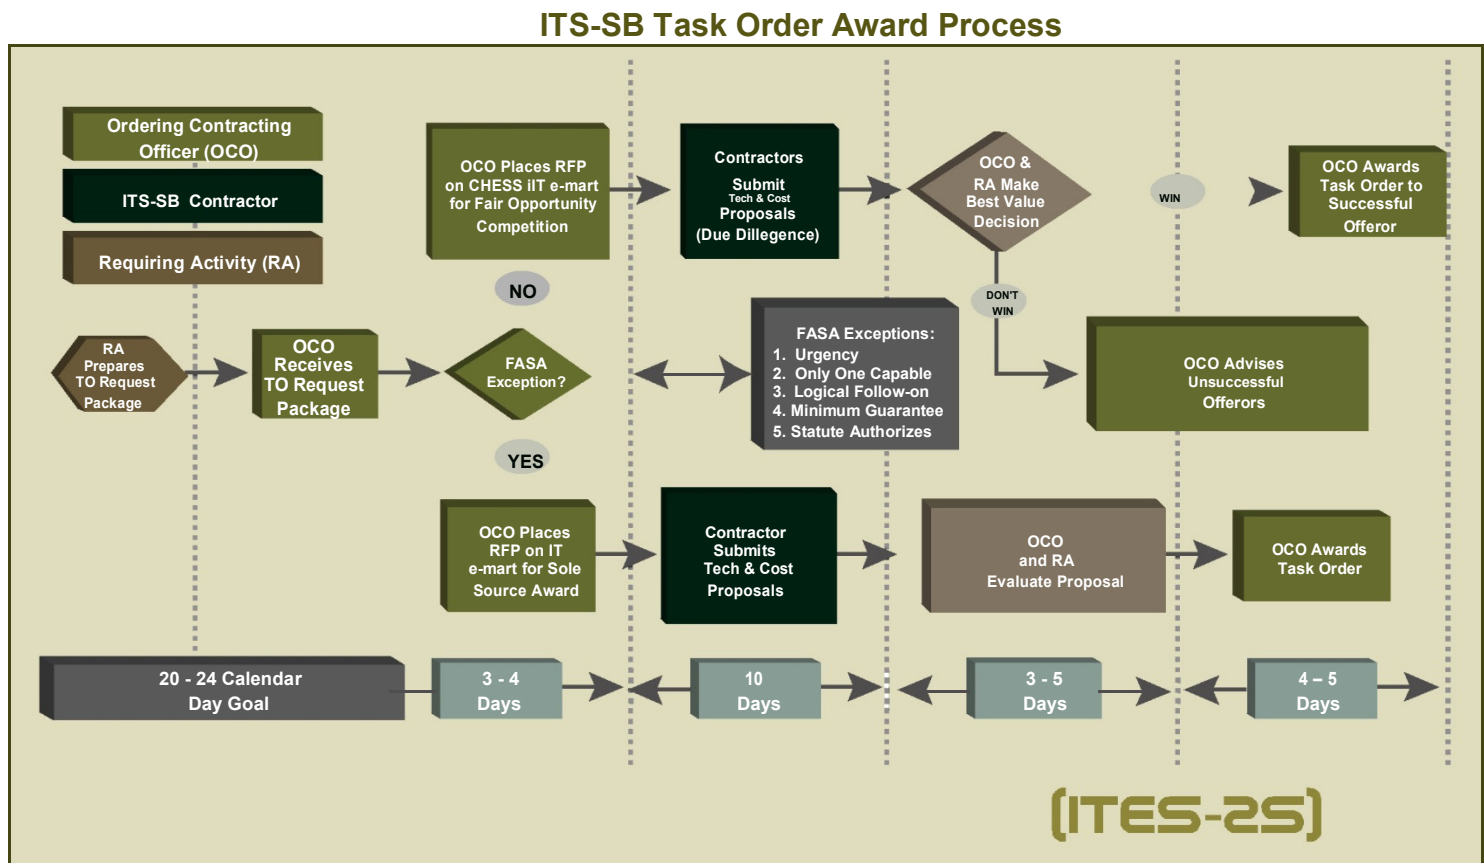 ITS-SB Task Order Award Process
Ordering Contracting
Officer (OCO)
ITS-SB Contractor
Requiring Activity (RA)
OCO Places RFP
on CHESS iIT e-mart
for Fair Opportunity
Competition
Contractors
Submit
Tech & Cost
Proposals
(Due Dillegence)
OCO &
RA Make
Best Value
Decision
WIN
OCO Awards
Task Order to
Successful
Offeror
NO
DON'T
WIN
RA
Prepares
TO Request
Package
OCO
Receives
TO Request
Package
FASA
Exception?
FASA Exceptions:
1. Urgency
2. Only One Capable
3. Logical Follow-on
4. Minimum Guarantee
5. Statute Authorizes
OCO Advises
Unsuccessful
Offerors
YES
OCO Places
RFP on IT
e-mart for Sole
Source Award
Contractor
Submits
Tech & Cost
Proposals
OCO
and RA
Evaluate Proposal
OCO Awards
Task Order
20 - 24 Calendar
Day Goal
3 - 4
Days
10
Days
3 - 5
Days
4 – 5
Days
[ITES-2S]